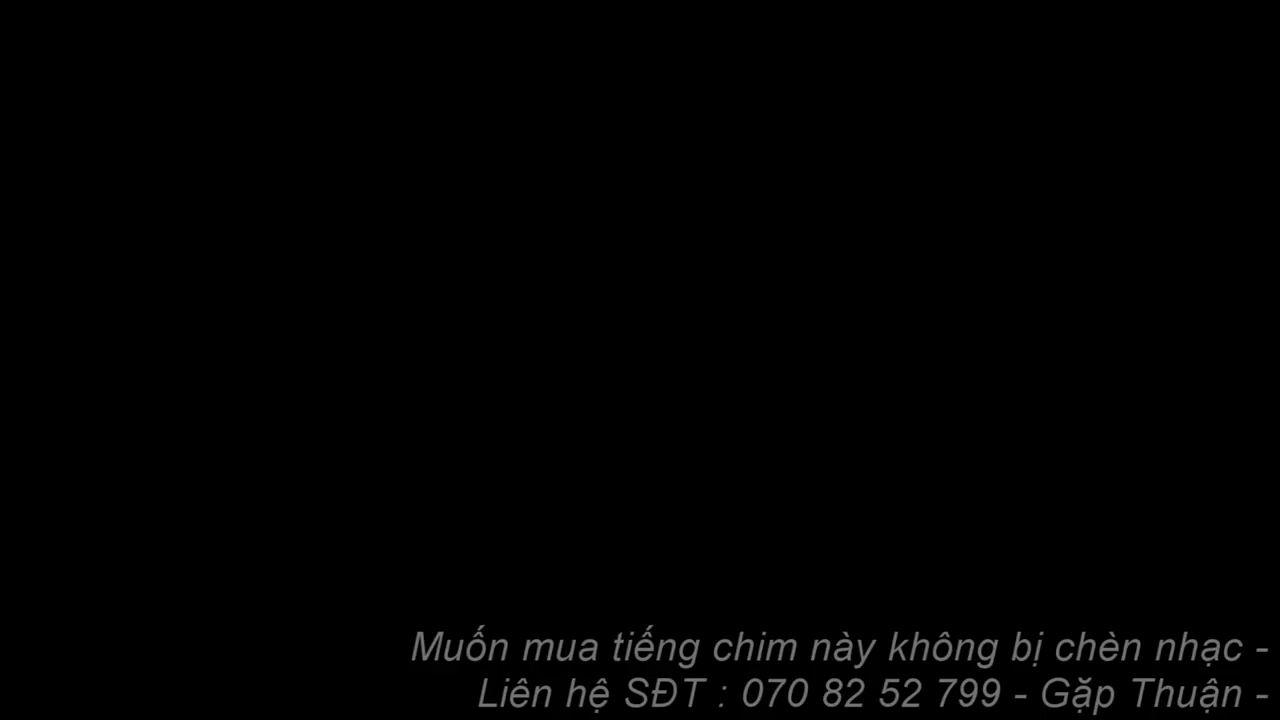 Muốn mua tiếng chim này không bị chèn nhạc -
Liên hệ SĐT : 070 82 52 799 - Gặp Thuận -